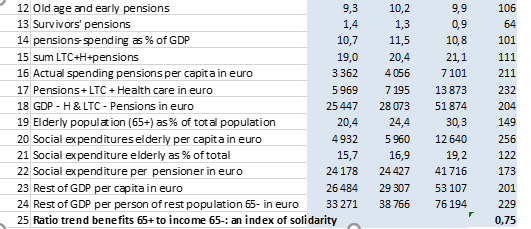 12 Old age and early pensions 9,3 10,2 9,9 106
13 Survivors' pensions 1,4 1,3 0,9 64
14 pensions-spending as % of GDP 10,7 11,5 10,8 101
15 sum LTC+H+pensions 19,0 20,4 21,1 111
16 Actual spending pensions per capita in euro 3 362 4 056 7 101 211
17 Pensions+ LTC + Health care in euro 5 969 7 195 13 873 232
18 GDP - H & LTC - Pensions in euro 25 447 28 073 51 874 204
19 Elderly population (65+) as % of total population 20,4 24,4 30,3 149
20 Social expenditures elderly per capita in euro 4 932 5 960 12 640 256
21 Social expenditure elderly as % of total 15,7 16,9 19,2 122
22 Social expenditure per pensioner in euro 24 178 24 427 41 716 173
23 Rest of GDP per capita in euro 26 484 29 307 53 107 201
24 Rest of GDP per person of rest population 65- in euro 33 271 38 766 76 194 229
25 Ratio trend benefits 65+ to income 65-: an index of solidarity 0,75